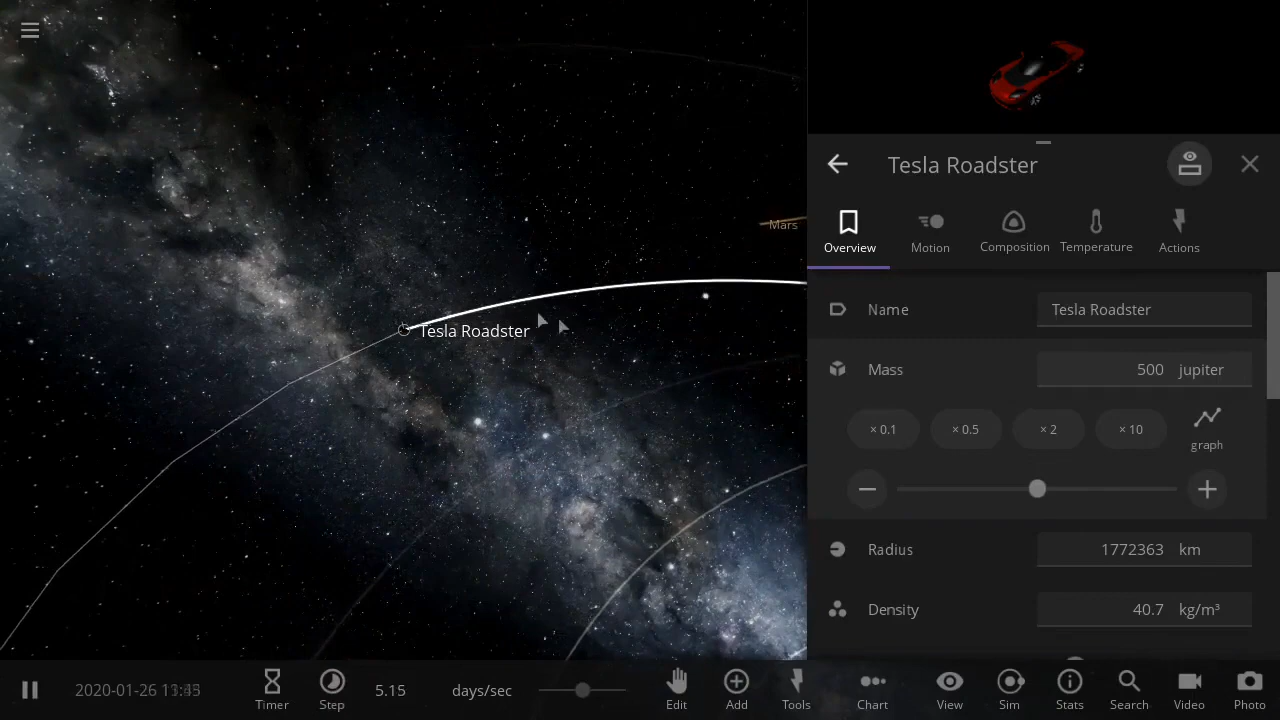 Tesla Roadster
Overview
Motion
Composition
Temperature
Actions
Mars
Tesla Roadster
Name
Tesla Roadster
Mass
500 jupiter
× 0.1
× 0.5
× 2
× 10
graph
Radius
1772363 km
Density
40.7 kg/m³
2020-01-26
Timer
Step
5.15 days/sec
Edit
Add
Tools
Chart
View
Sim
Stats
Search
Video
Photo